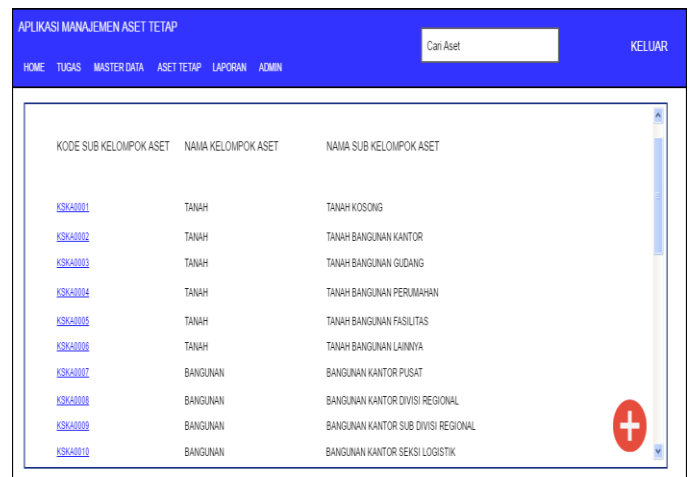 APLIKASI MANAJEMEN ASET TETAP
Cari Aset
KELUAR
HOME TUGAS MASTER DATA ASET TETAP LAPORAN ADMIN
KODE SUB KELOMPOK ASET NAMA KELOMPOK ASET NAMA SUB KELOMPOK ASET
KSKA0001 TANAH TANAH KOSONG
KSKA0002 TANAH TANAH BANGUNAN KANTOR
KSKA0003 TANAH TANAH BANGUNAN GUDANG
KSKA0004 TANAH TANAH BANGUNAN PERUMAHAN
KSKA0005 TANAH TANAH BANGUNAN FASILITAS
KSKA0006 TANAH TANAH BANGUNAN LAINNYA
KSKA0007 BANGUNAN BANGUNAN KANTOR PUSAT
KSKA0008 BANGUNAN BANGUNAN KANTOR DIVISI REGIONAL
KSKA0009 BANGUNAN BANGUNAN KANTOR SUB DIVISI REGIONAL
KSKA0010 BANGUNAN BANGUNAN KANTOR SEKSI LOGISTIK